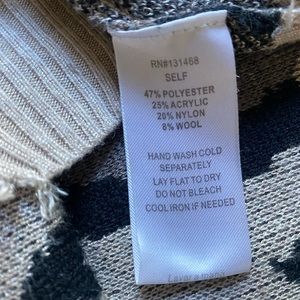 RN#131468
SELF
47% POLYESTER
25% ACRYLIC
20% NYLON
8% WOOL
HAND WASH COLD
SEPARATELY
LAY FLAT TO DRY
DO NOT BLEACH
COOL IRON IF NEEDED